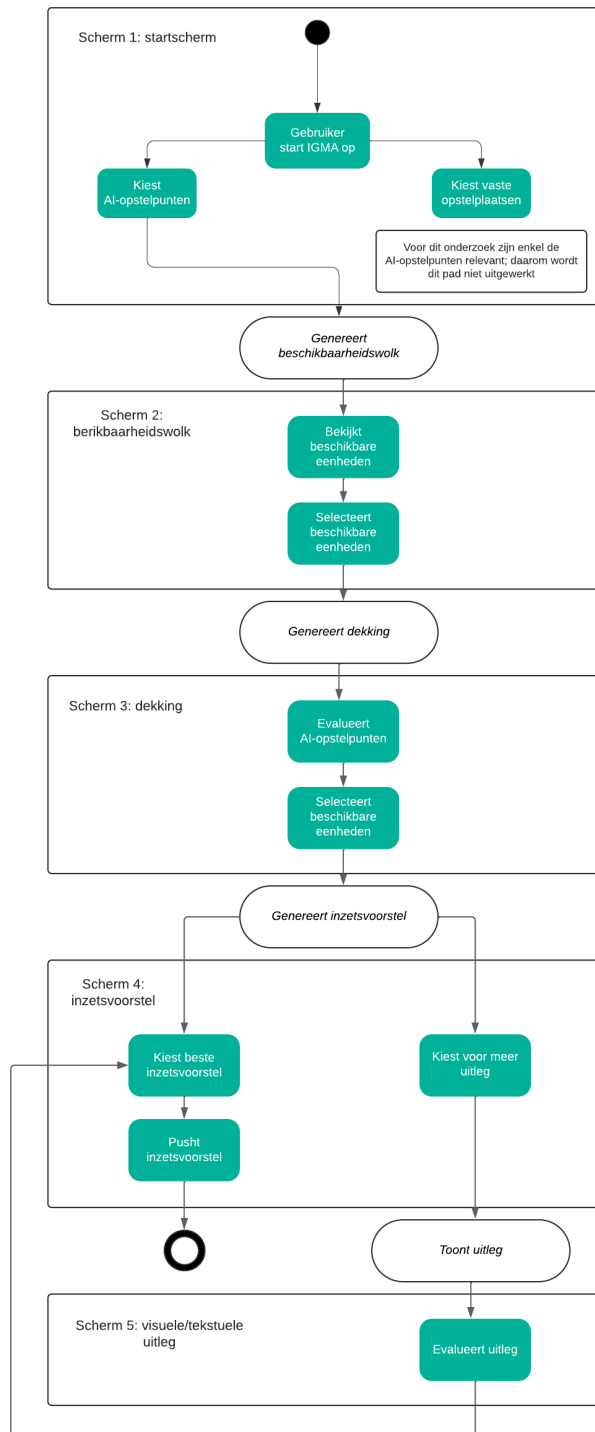 Scherm 1: startscherm
Gebruiker
start IGMA op
Kiest
AI-opstelpunten
Kiest vaste
opstelplaatsen
Voor dit onderzoek zijn enkel de
AI-opstelpunten relevant; daarom wordt
dit pad niet uitgewerkt
Genereert
beschikbaarheidswolk
Scherm 2:
berikbaarheidswolk
Bekijkt
beschikbare
eenheden
Selecteert
beschikbare
eenheden
Genereert dekking
Scherm 3: dekking
Evalueert
AI-opstelpunten
Selecteert
beschikbare
eenheden
Genereert inzetsvoorstel
Scherm 4:
inzetsvoorstel
Kiest beste
inzetsvoorstel
Kiest voor meer
uitleg
Pusht
inzetsvoorstel
Toont uitleg
Scherm 5: visuele/tekstuele
uitleg
Evalueert uitleg